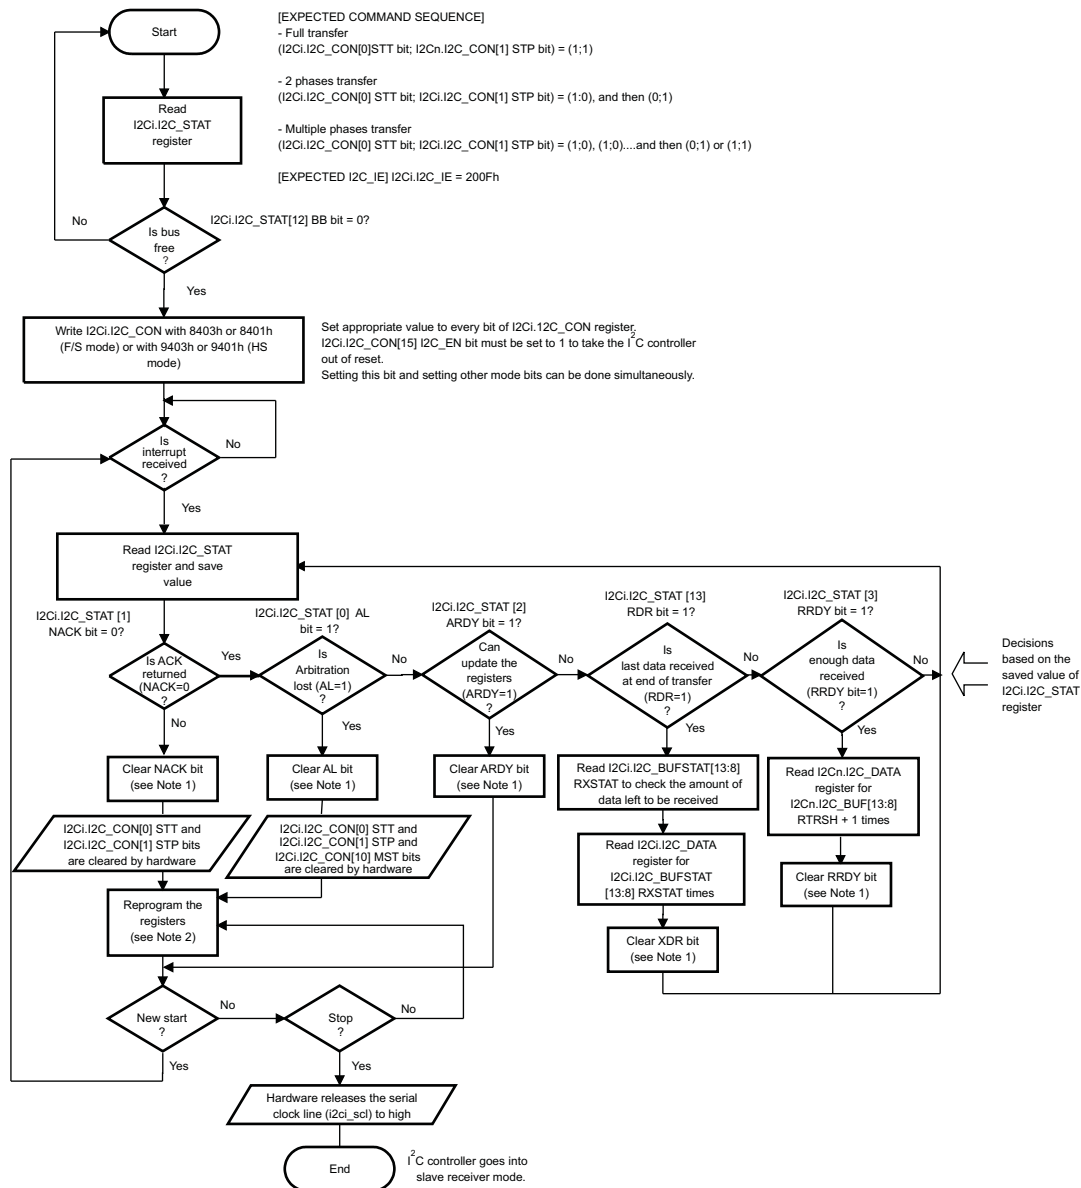 Start
[EXPECTED COMMAND SEQUENCE]
- Full transfer
(I2Ci.I2C_CON[0]STT bit; I2Cn.I2C_CON[1] STP bit) = (1;1)
- 2 phases transfer
(I2Ci.I2C_CON[0] STT bit; I2Ci.I2C_CON[1] STP bit) = (1:0), and then (0;1)
- Multiple phases transfer
(I2Ci.I2C_CON[0] STT bit; I2Ci.I2C_CON[1] STP bit) = (1;0), (1;0)....and then (0;1) or (1;1)
[EXPECTED I2C_IE] I2Ci.I2C_IE = 200Fh
Read
I2Ci.I2C_STAT
register
No
I2Ci.I2C_STAT[12] BB bit = 0?
Is bus
free
?
Yes
Write I2Ci.I2C_CON with 8403h or 8401h
(F/S mode) or with 9403h or 9401h (HS
mode)
Set appropriate value to every bit of I2Ci.12C_CON register.
I2Ci.I2C_CON[15] I2C_EN bit must be set to 1 to take the I2C controller
out of reset.
Setting this bit and setting other mode bits can be done simultaneously.
Is
interrupt
received
?
No
Yes
Read I2Ci.I2C_STAT
register and save
value
I2Ci.I2C_STAT [1]
NACK bit = 0?
I2Ci.I2C_STAT [0] AL
bit = 1?
I2Ci.I2C_STAT [2]
ARDY bit = 1?
I2Ci.I2C_STAT [13]
RDR bit = 1?
I2Ci.I2C_STAT [3]
RRDY bit = 1?
Is ACK
returned
(NACK=0
?
Yes
No
Is
Arbitration
lost (AL=1)
?
No
Yes
Can
update the
registers
(ARDY=1)
?
No
Yes
Is
last data received
at end of transfer
(RDR=1)
?
No
Yes
Is
enough data
received
(RRDY bit=1)
?
No
Yes
Decisions
based on the
saved value of
I2Ci.I2C_STAT
register
Clear NACK bit
(see Note 1)
Clear AL bit
(see Note 1)
Clear ARDY bit
(see Note 1)
Read I2Ci.I2C_BUFSTAT[13:8]
RXSTAT to check the amount of
data left to be received
Read I2Cn.I2C_DATA
register for
I2Cn.I2C_BUF[13:8]
RTRSH + 1 times
I2Ci.I2C_CON[0] STT and
I2Ci.I2C_CON[1] STP bits
are cleared by hardware
I2Ci.I2C_CON[0] STT and
I2Ci.I2C_CON[1] STP and
I2Ci.I2C_CON[10] MST bits
are cleared by hardware
Read I2Ci.I2C_DATA
register for
I2Ci.I2C_BUFSTAT
[13:8] RXSTAT times
Clear RRDY bit
(see Note 1)
Reprogram the
registers
(see Note 2)
Clear XDR bit
(see Note 1)
New start
?
No
Yes
Stop
?
No
Yes
Hardware releases the serial
clock line (i2ci_scl) to high
End
I2C controller goes into
slave receiver mode.